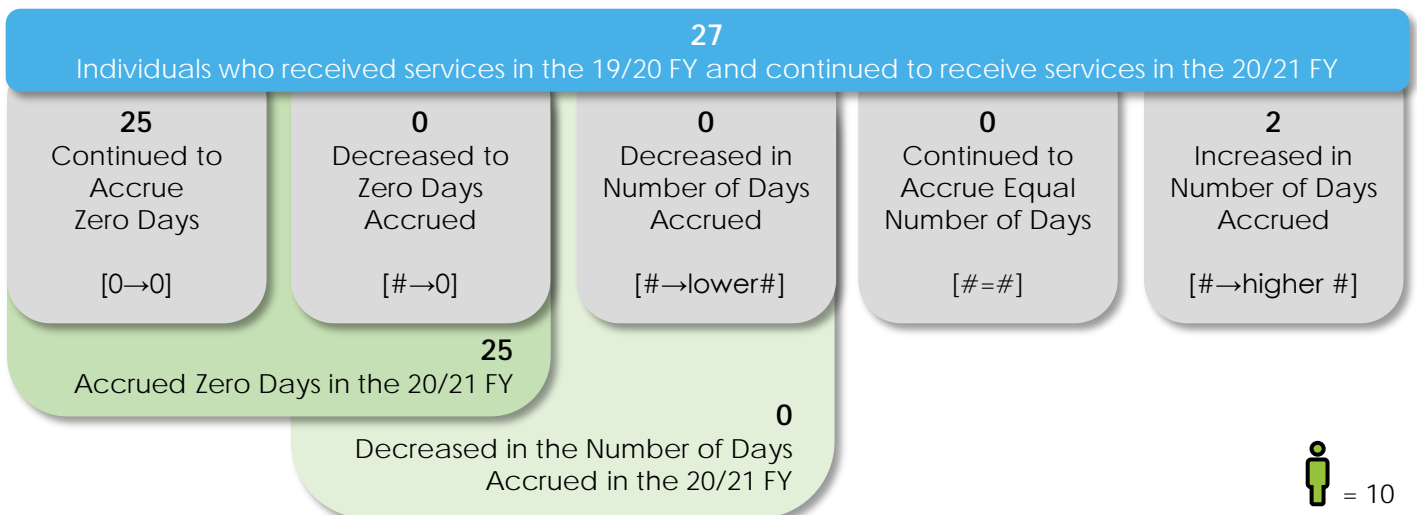 27
Individuals who received services in the 19/20 FY and continued to receive services in the 20/21 FY
25
Continued to
Accrue
Zero Days
[0→0]
0
Decreased to
Zero Days
Accrued
[#→0]
0
Decreased in
Number of Days
Accrued
[#→lower#]
0
Continued to
Accrue Equal
Number of Days
[#=#]
2
Increased in
Number of Days
Accrued
[#→higher #]
25
Accrued Zero Days in the 20/21 FY
0
Decreased in the Number of Days
Accrued in the 20/21 FY
= 10